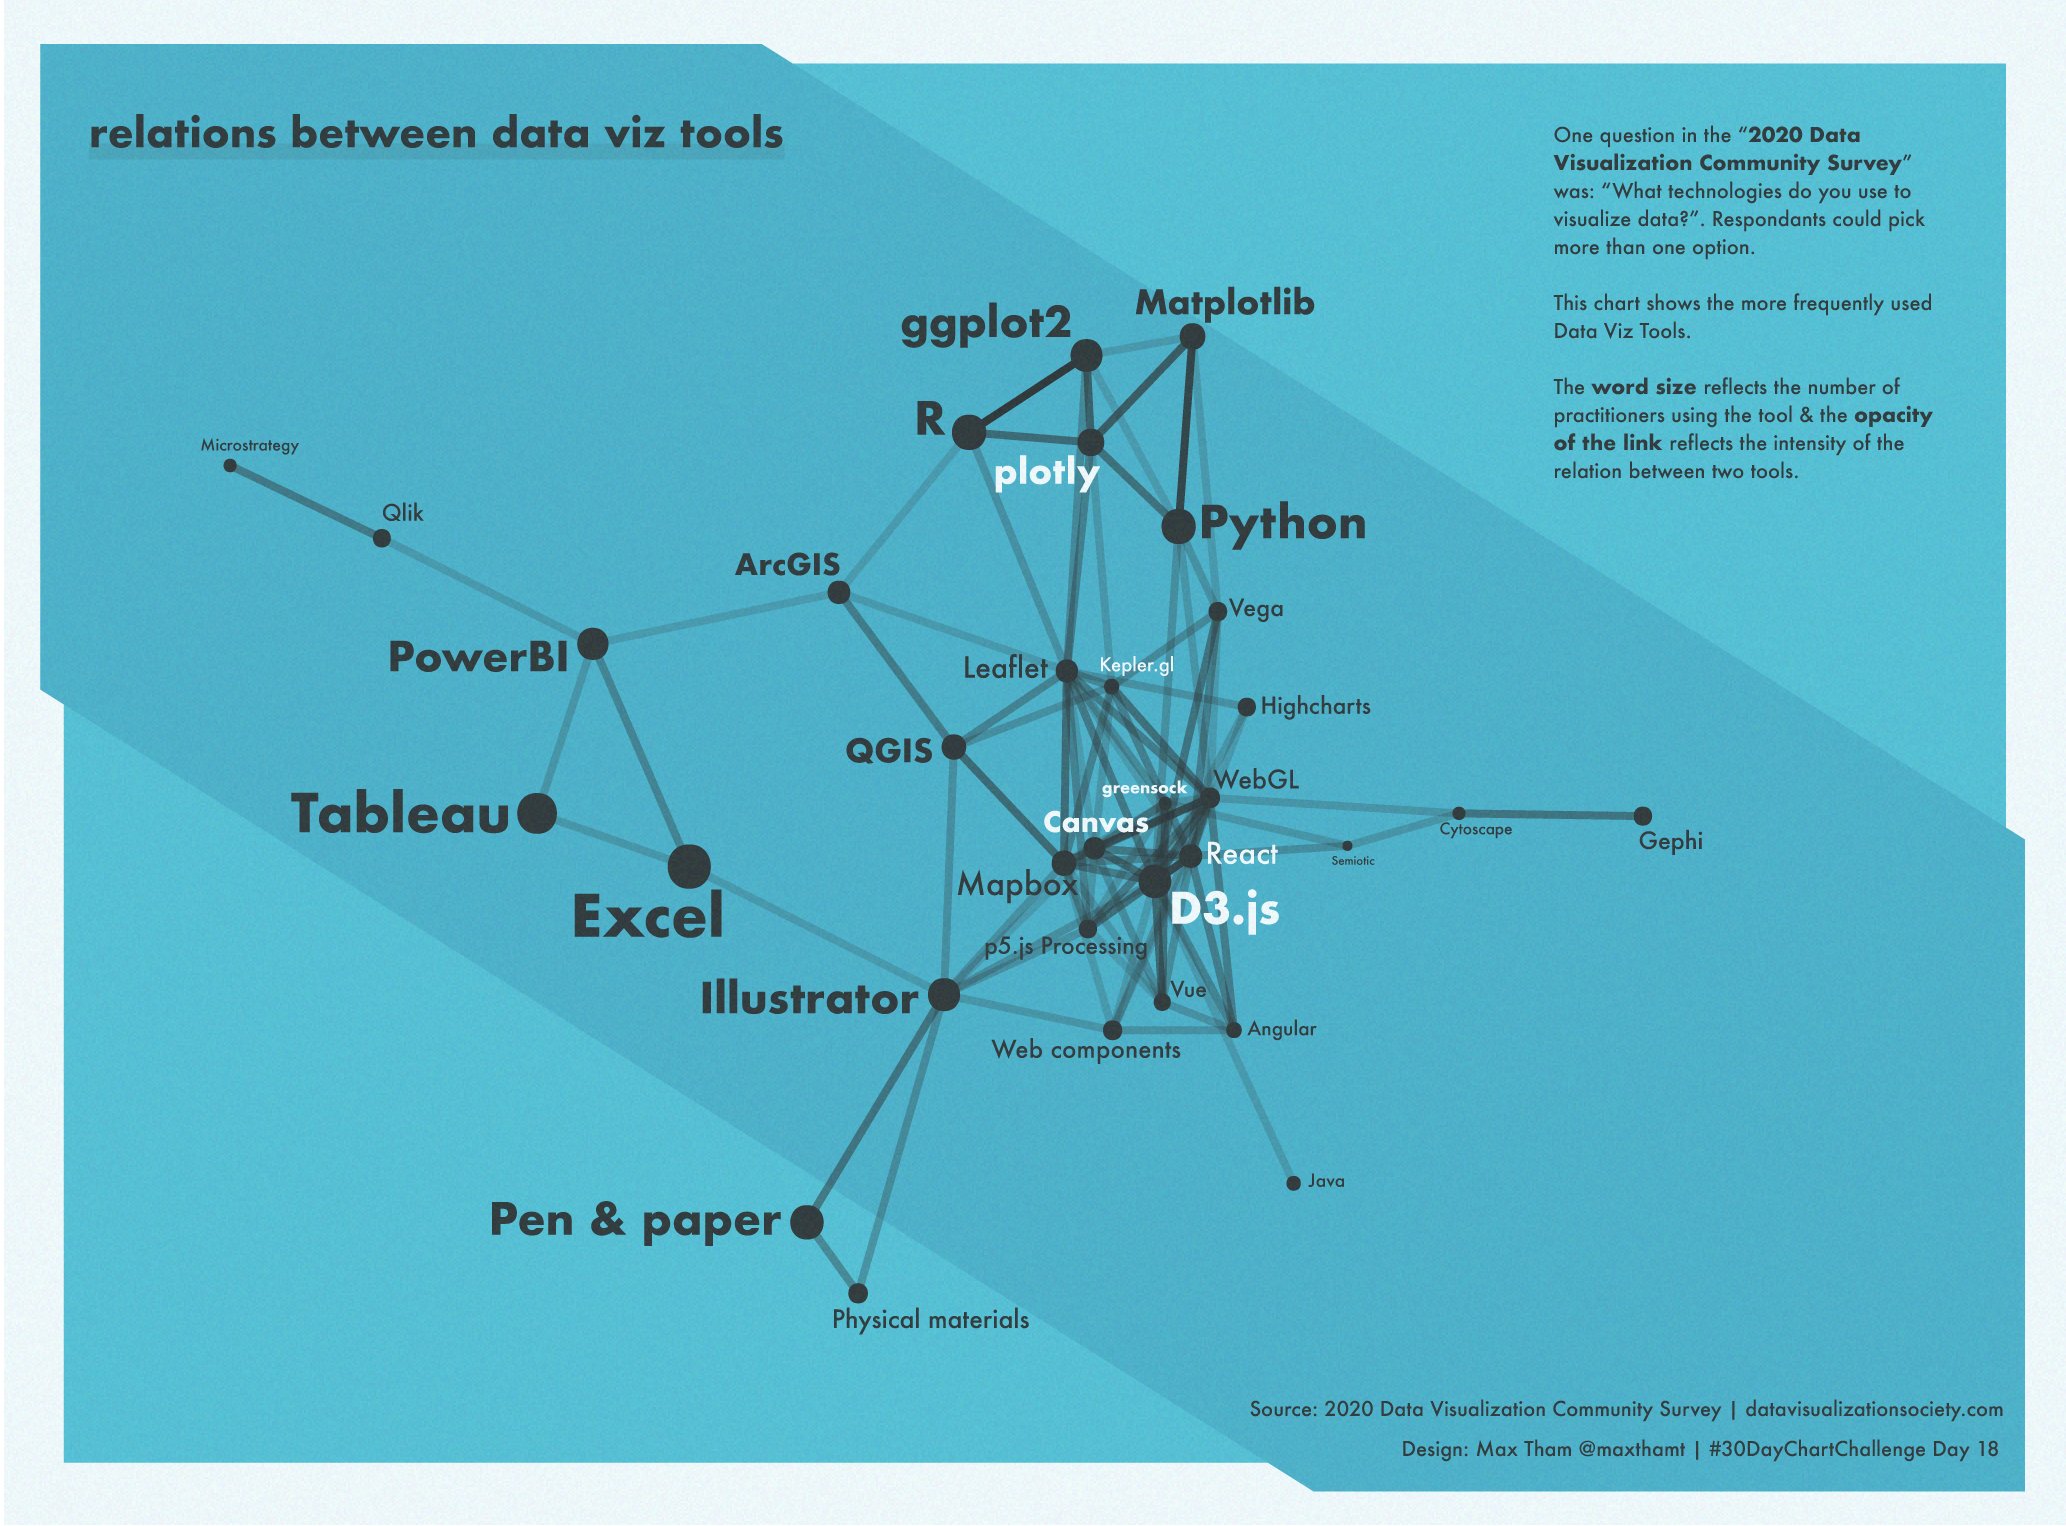 relations between data viz tools
One question in the “2020 Data
Visualization Community Survey”
was: “What technologies do you use to
visualize data?”. Respondants could pick
more than one option.
This chart shows the more frequently used
Data Viz Tools.
The word size reflects the number of
practitioners using the tool & the opacity
of the link reflects the intensity of the
relation between two tools.
Matplotlib
ggplot2
R
plotly
Microstrategy
Qlik
Python
ArcGIS
Vega
PowerBI
Leaflet
Kepler.gl
Highcharts
QGIS
WebGL
greensock
Tableau
Canvas
Cytoscape
Gephi
React
Semiotic
Mapbox
D3.js
Excel
p5.js Processing
Illustrator
Vue
Angular
Web components
Java
Pen & paper
Physical materials
Source: 2020 Data Visualization Community Survey | datavisualizationsociety.com
Design: Max Tham @maxthamt | #30DayChartChallenge Day 18